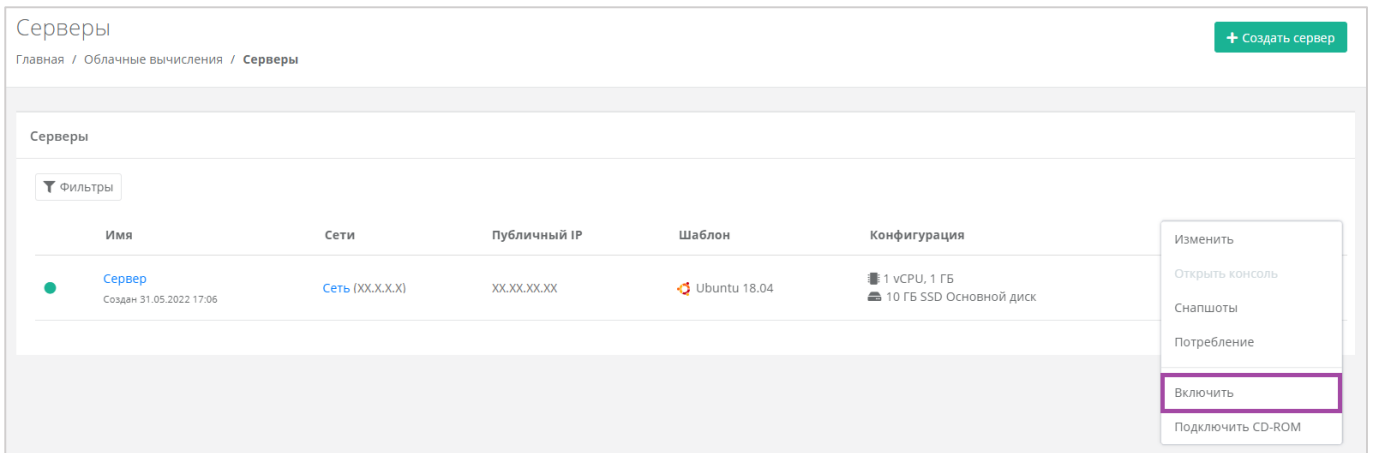 Серверы
Создать сервер
Главная / Облачные вычисления / Серверы
Серверы
Фильтры
Имя Сети Публичный IP Шаблон Конфигурация
Сервер
Создан 31.05.2022 17:06
Сеть (XX.X.X.X)
XX.XX.XX.XX
Ubuntu 18.04
1 vCPU, 1 ГБ
10 ГБ SSD Основной диск
Изменить
Открыть консоль
Снапшоты
Потребление
Включить
Подключить CD-ROM